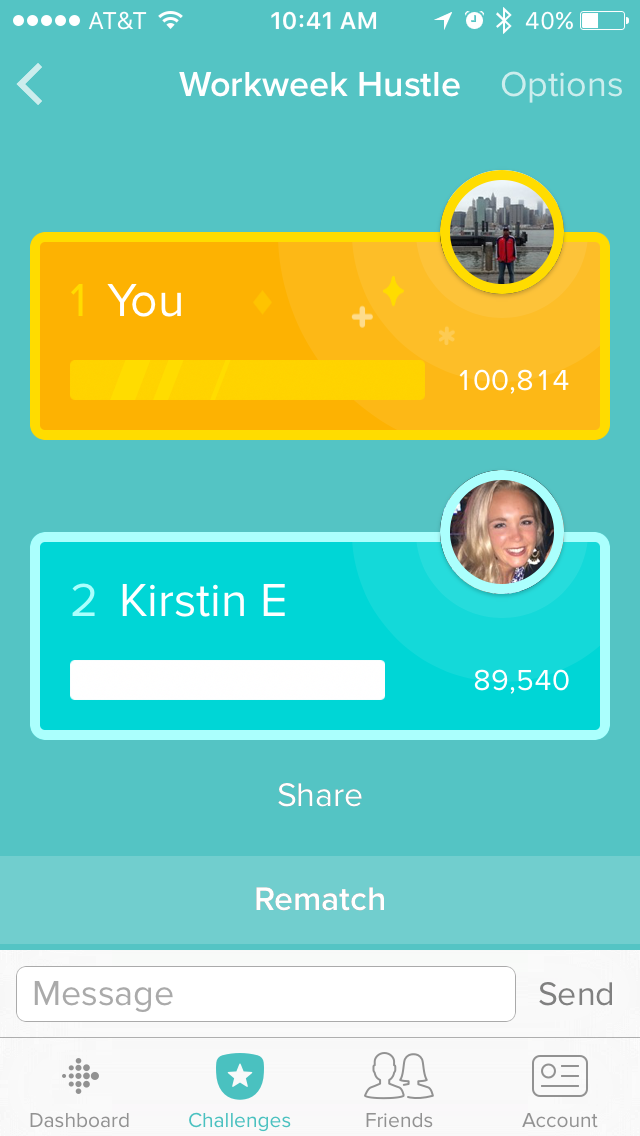 AT&T 10:41 AM 40%
Workweek Hustle Options
1 You
100,814
2 Kirstin E
89,540
Share
Rematch
Message Send
Dashboard Challenges Friends Account